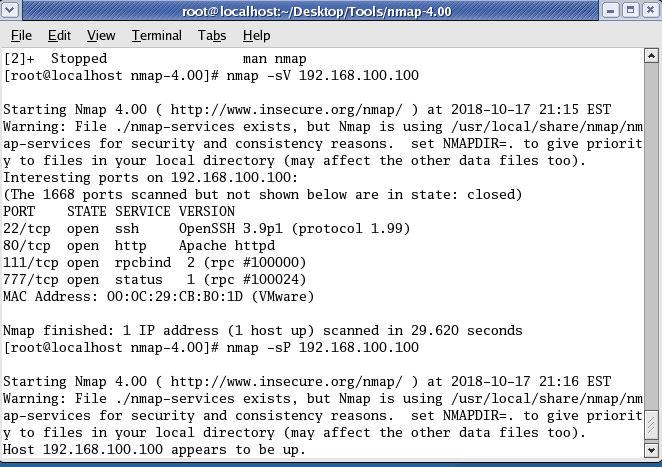 root@localhost:~/Desktop/Tools/nmap-4.00
File Edit View Terminal Tabs Help
[2]+  Stopped                 man nmap
[root@localhost nmap-4.00]# nmap -sV 192.168.100.100

Starting Nmap 4.00 ( http://www.insecure.org/nmap/ ) at 2018-10-17 21:15 EST
Warning: File ./nmap-services exists, but Nmap is using /usr/local/share/nmap/nm
ap-services for security and consistency reasons.  set NMAPDIR=. to give priorit
y to files in your local directory (may affect the other data files too).
Interesting ports on 192.168.100.100:
(The 1668 ports scanned but not shown below are in state: closed)
PORT    STATE SERVICE VERSION
22/tcp  open  ssh     OpenSSH 3.9p1 (protocol 1.99)
80/tcp  open  http    Apache httpd
111/tcp open  rpcbind  2 (rpc #100000)
777/tcp open  status   1 (rpc #100024)
MAC Address: 00:0C:29:CB:B0:1D (VMware)

Nmap finished: 1 IP address (1 host up) scanned in 29.620 seconds
[root@localhost nmap-4.00]# nmap -sP 192.168.100.100

Starting Nmap 4.00 ( http://www.insecure.org/nmap/ ) at 2018-10-17 21:16 EST
Warning: File ./nmap-services exists, but Nmap is using /usr/local/share/nmap/nm
ap-services for security and consistency reasons.  set NMAPDIR=. to give priorit
y to files in your local directory (may affect the other data files too).
Host 192.168.100.100 appears to be up.